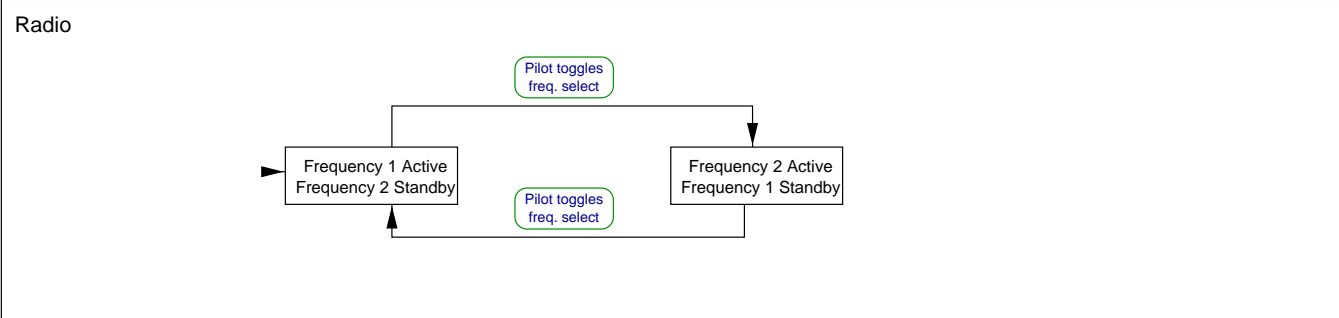 Radio
Pilot toggles
freq. select
Frequency 1 Active
Frequency 2 Standby
Frequency 2 Active
Frequency 1 Standby
Pilot toggles
freq. select